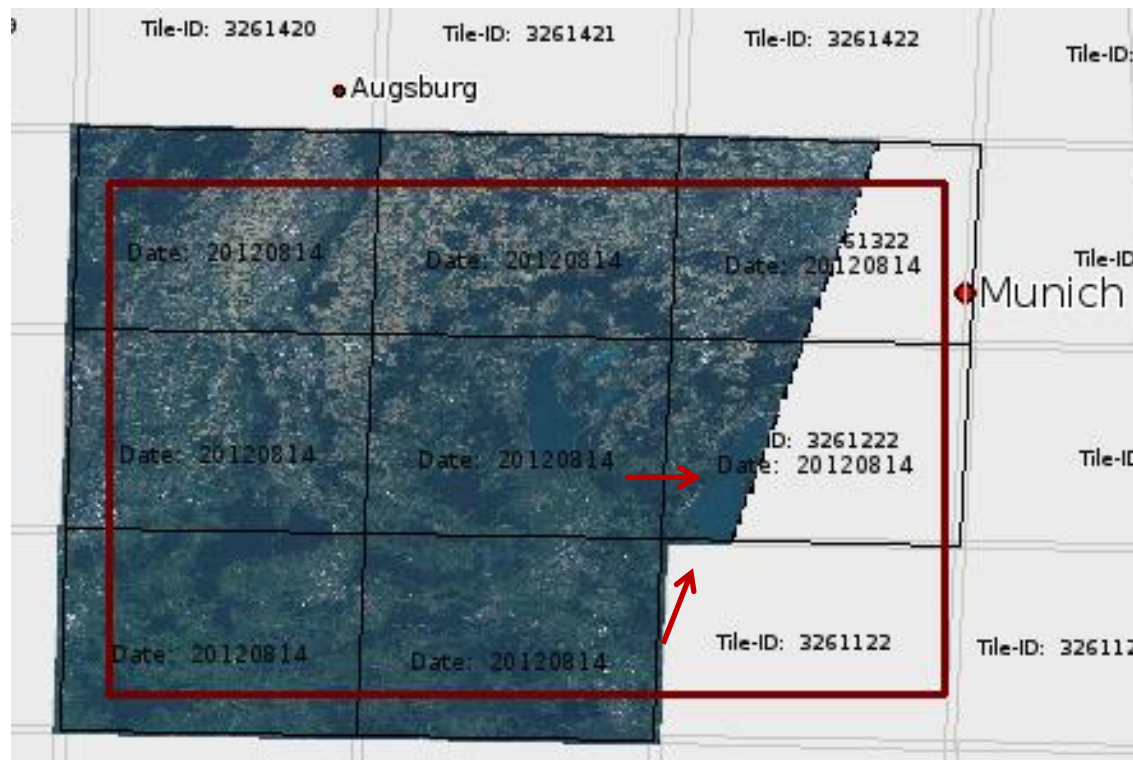 Tile-ID: 3261420
Tile-ID: 3261421
Tile-ID: 3261422
Tile-ID:
Augsburg
61322
Date: 20120814
Date: 20120814
Date: 20120814
Tile-ID
Munich
ID: 3261222
Date: 20120814
Date: 20120814
Date: 20120814
Tile-ID
Tile-ID: 3261122
Tile-ID: 326112
Date: 20120814
Date: 20120814